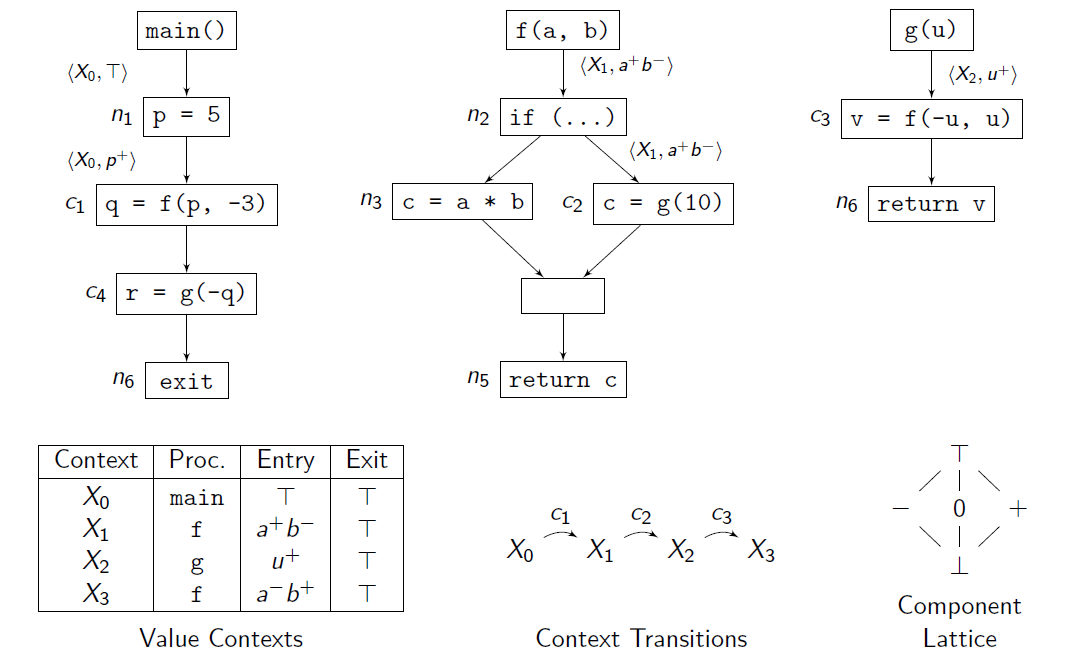 main()
⟨X₀, ⊤⟩
n₁ p = 5
⟨X₀, p⁺⟩
c₁ q = f(p, -3)
c₄ r = g(-q)
n₆ exit
f(a, b)
⟨X₁, a⁺b⁻⟩
n₂ if (...)
⟨X₁, a⁺b⁻⟩
n₃ c = a * b
c₂ c = g(10)
n₅ return c
g(u)
⟨X₂, u⁺⟩
c₃ v = f(-u, u)
n₆ return v
Context Proc. Entry Exit
X₀ main ⊤ ⊤
X₁ f a⁺b⁻ ⊤
X₂ g u⁺ ⊤
X₃ f a⁻b⁺ ⊤
Value Contexts
c₁ c₂ c₃
X₀ X₁ X₂ X₃
Context Transitions
⊤
− 0 +
⊥
Component
Lattice